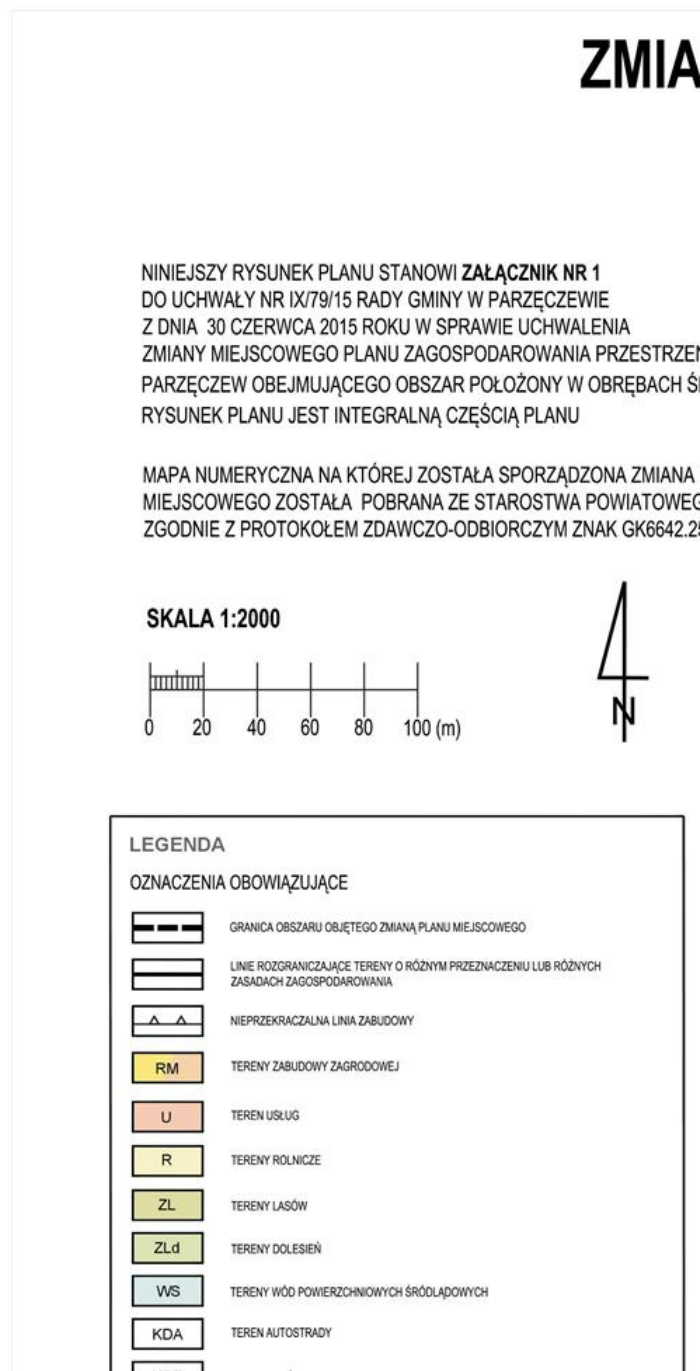 ZMIA
NINIEJSZY RYSUNEK PLANU STANOWI ZAŁĄCZNIK NR 1
DO UCHWAŁY NR IX/79/15 RADY GMINY W PARZĘCZEWIE
Z DNIA 30 CZERWCA 2015 ROKU W SPRAWIE UCHWALENIA
ZMIANY MIEJSCOWEGO PLANU ZAGOSPODAROWANIA
PARZĘCZEW OBEJMUJĄCEGO OBSZAR POŁOŻONY W OBRĘBACH
RYSUNEK PLANU JEST INTEGRALNĄ CZĘŚCIĄ PLANU
MAPA NUMERYCZNA NA KTÓREJ ZOSTAŁA SPORZĄDZONA ZMIANA
MIEJSCOWEGO ZOSTAŁA POBRANA ZE STAROSTWA
ZGODNIE Z PROTOKOŁEM ZDAWCZO-ODBIORCZYM ZNAK
SKALA 1:2000
0 20 40 60 80 100 (m)
N
LEGENDA
OZNACZENIA OBOWIĄZUJĄCE
GRANICA OBSZARU OBJĘTEGO ZMIANĄ PLANU MIEJSCOWEGO
LINIE ROZGRANICZAJĄCE TERENY O RÓŻNYM PRZEZNACZENIU LUB RÓŻNYCH
ZASADACH ZAGOSPODAROWANIA
NIEPRZEKRACZALNA LINIA ZABUDOWY
RM TERENY ZABUDOWY ZAGRODOWEJ
U TEREN USŁUG
R TERENY ROLNICZE
ZL TERENY LASÓW
ZLd TERENY DOLESIEŃ
WS TERENY WÓD POWIERZCHNIOWYCH ŚRÓDLĄDOWYCH
KDA TEREN AUTOSTRADY